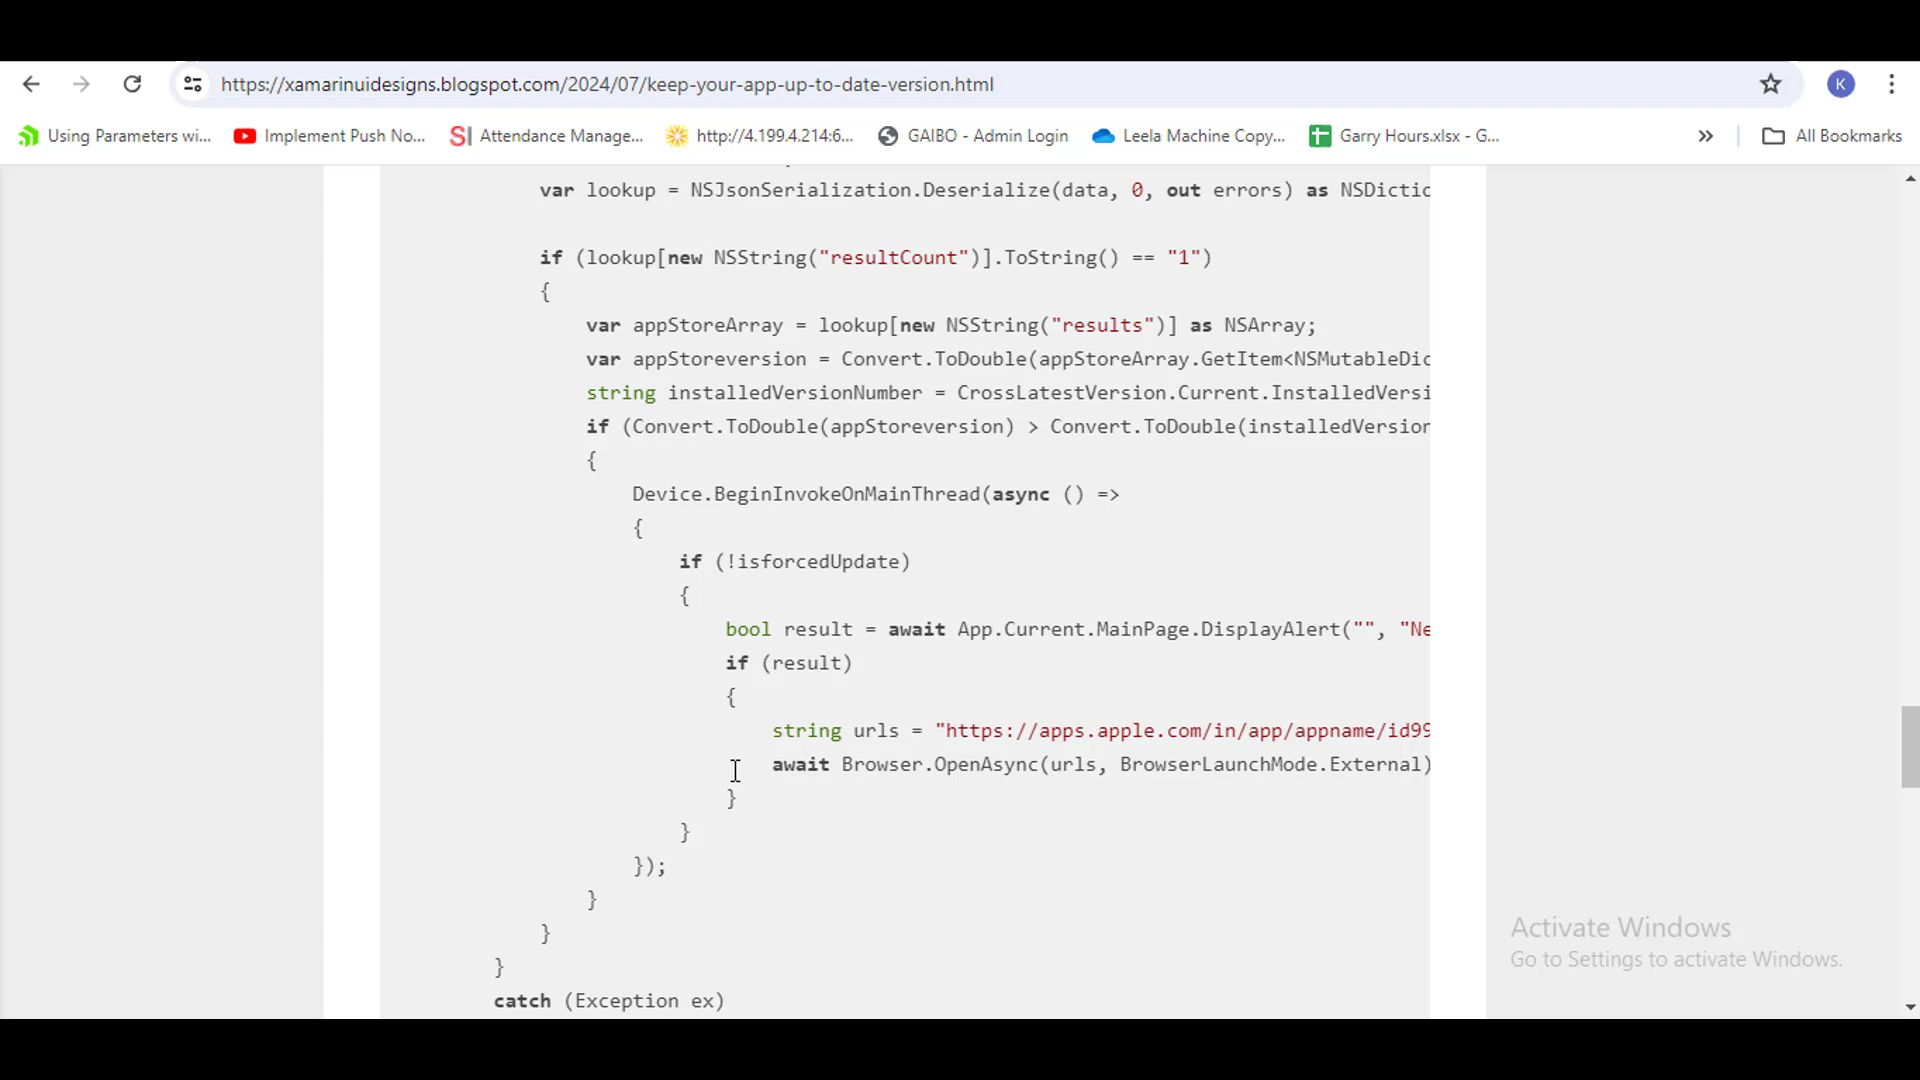 https://xamarinuidesigns.blogspot.com/2024/07/keep-your-app-up-to-date-version.html
K
Using Parameters wi... Implement Push No... Attendance Manage... http://4.199.4.214:6... GAIBO - Admin Login Leela Machine Copy... Garry Hours.xlsx - G... » All Bookmarks
var lookup = NSJsonSerialization.Deserialize(data, 0, out errors) as NSDictic
if (lookup[new NSString("resultCount")].ToString() == "1")
{
var appStoreArray = lookup[new NSString("results")] as NSArray;
var appStoreversion = Convert.ToDouble(appStoreArray.GetItem<NSMutableDic
string installedVersionNumber = CrossLatestVersion.Current.InstalledVersi
if (Convert.ToDouble(appStoreversion) > Convert.ToDouble(installedVersion
{
Device.BeginInvokeOnMainThread(async () =>
{
if (!isforcedUpdate)
{
bool result = await App.Current.MainPage.DisplayAlert("", "Ne
if (result)
{
string urls = "https://apps.apple.com/in/app/appname/id99
await Browser.OpenAsync(urls, BrowserLaunchMode.External)
}
}
});
}
}
}
catch (Exception ex)
Activate Windows
Go to Settings to activate Windows.